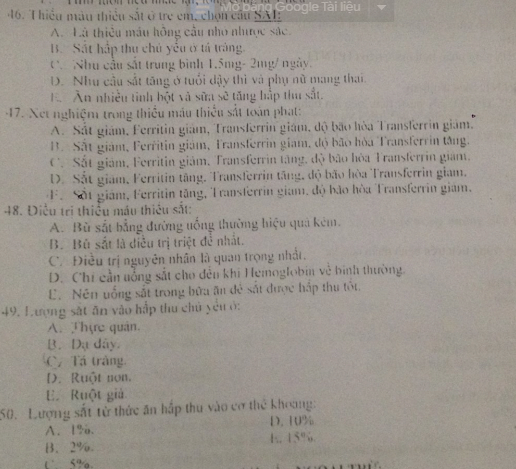 Mở bằng Google Tài liệu
46. Thiếu máu thiếu sắt ở trẻ em, chọn câu SAI:
A. Là thiếu máu hồng cầu nhỏ nhược sắc.
B. Sắt hấp thu chủ yếu ở tá tràng.
C. Nhu cầu sắt trung bình 1.5mg- 2mg/ ngày.
D. Nhu cầu sắt tăng ở tuổi dậy thì và phụ nữ mang thai.
E. Ăn nhiều tinh bột và sữa sẽ tăng hấp thu sắt.
47. Xét nghiệm trong thiếu máu thiếu sắt toàn phát:
A. Sắt giảm, Ferritin giảm, Transferrin giảm, độ bão hòa Transferrin giảm.
B. Sắt giảm, Ferritin giảm, Transferrin giảm, độ bão hòa Transferrin tăng.
C. Sắt giảm, Ferritin giảm, Transferrin tăng, độ bão hòa Transferrin giảm.
D. Sắt giảm, Ferritin tăng, Transferrin tăng, độ bão hòa Transferrin giảm.
E. Sắt giảm, Ferritin tăng, Transferrin giảm, độ bão hòa Transferrin giảm.
48. Điều trị thiếu máu thiếu sắt:
A. Bù sắt bằng đường uống thường hiệu quả kém.
B. Bù sắt là điều trị triệt để nhất.
C. Điều trị nguyên nhân là quan trọng nhất.
D. Chỉ cần uống sắt cho đến khi Hemoglobin về bình thường.
E. Nên uống sắt trong bữa ăn để sắt được hấp thu tốt.
49. Lượng sắt ăn vào hấp thu chủ yếu ở:
A. Thực quản.
B. Dạ dày.
C. Tá tràng.
D. Ruột non.
E. Ruột già.
50. Lượng sắt từ thức ăn hấp thu vào cơ thể khoảng:
A. 1%.
D. 10%
B. 2%.
E. 15%.
C. 5%.